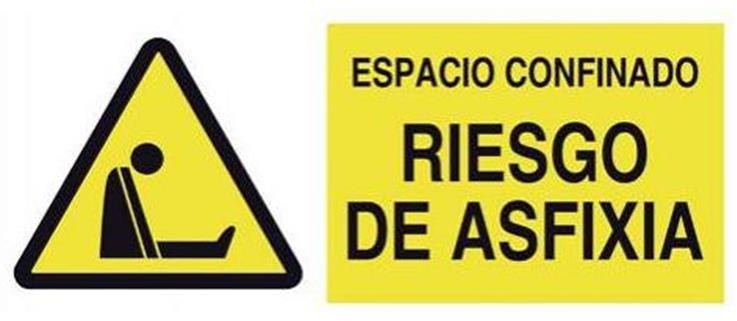 ESPACIO CONFINADO
RIESGO
DE ASFIXIA